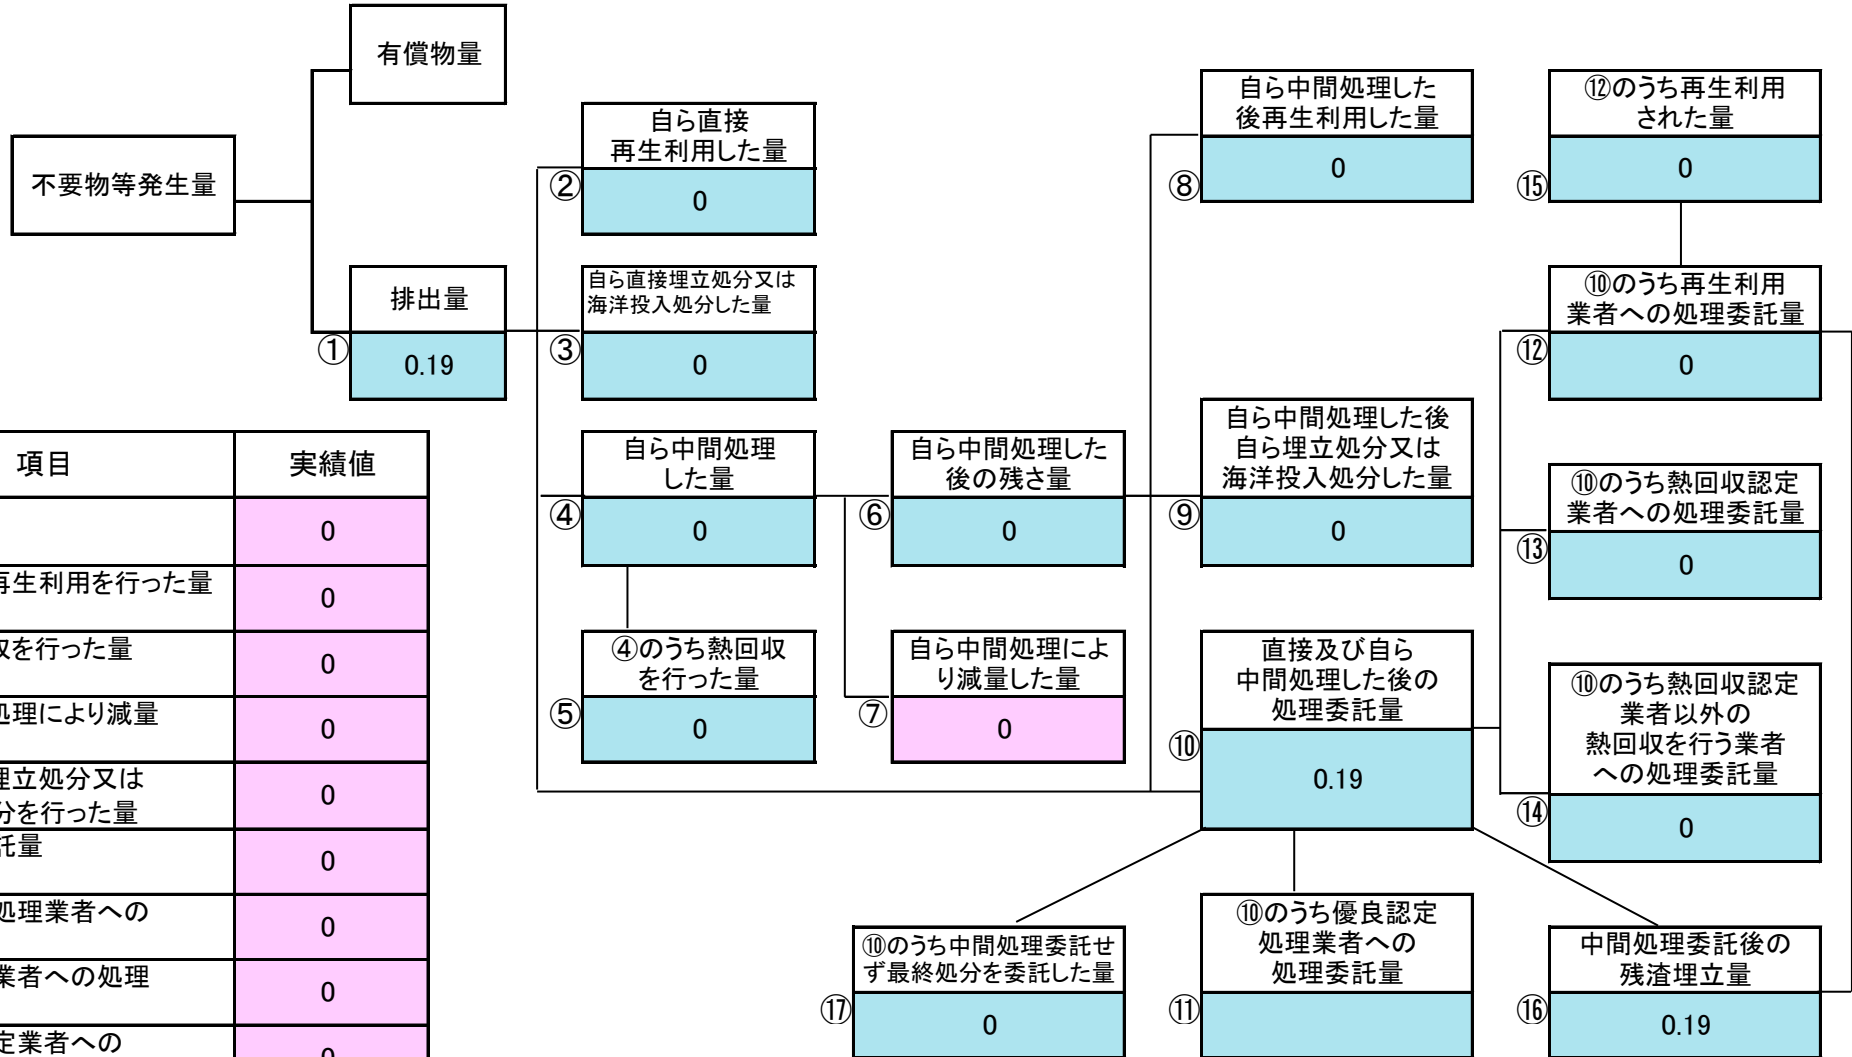 有償物量
不要物等発生量
排出量
①
0.19
自ら直接
再生利用した量
②
0
自ら直接埋立処分又は
海洋投入処分した量
③
0
自ら中間処理
した量
④
0
④のうち熱回収
を行った量
⑤
0
自ら中間処理した
後の残さ量
⑥
0
自ら中間処理によ
り減量した量
⑦
0
自ら中間処理した
後再生利用した量
⑧
0
自ら中間処理した後
自ら埋立処分又は
海洋投入処分した量
⑨
0
直接及び自ら
中間処理した後の
処理委託量
⑩
0.19
⑫のうち再生利用
された量
⑮
0
⑩のうち再生利用
業者への処理委託量
⑫
0
⑩のうち熱回収認定
業者への処理委託量
⑬
0
⑩のうち熱回収認定
業者以外の
熱回収を行う業者
への処理委託量
⑭
0
⑩のうち中間処理委託せ
ず最終処分を委託した量
⑰
0
⑩のうち優良認定
処理業者への
処理委託量
⑪
中間処理委託後の
残渣埋立量
⑯
0.19
項目 実績値
0
再生利用を行った量 0
を行った量 0
処理により減量 0
埋立処分又は
分を行った量 0
託量 0
処理業者への 0
業者への処理 0
定業者への 0